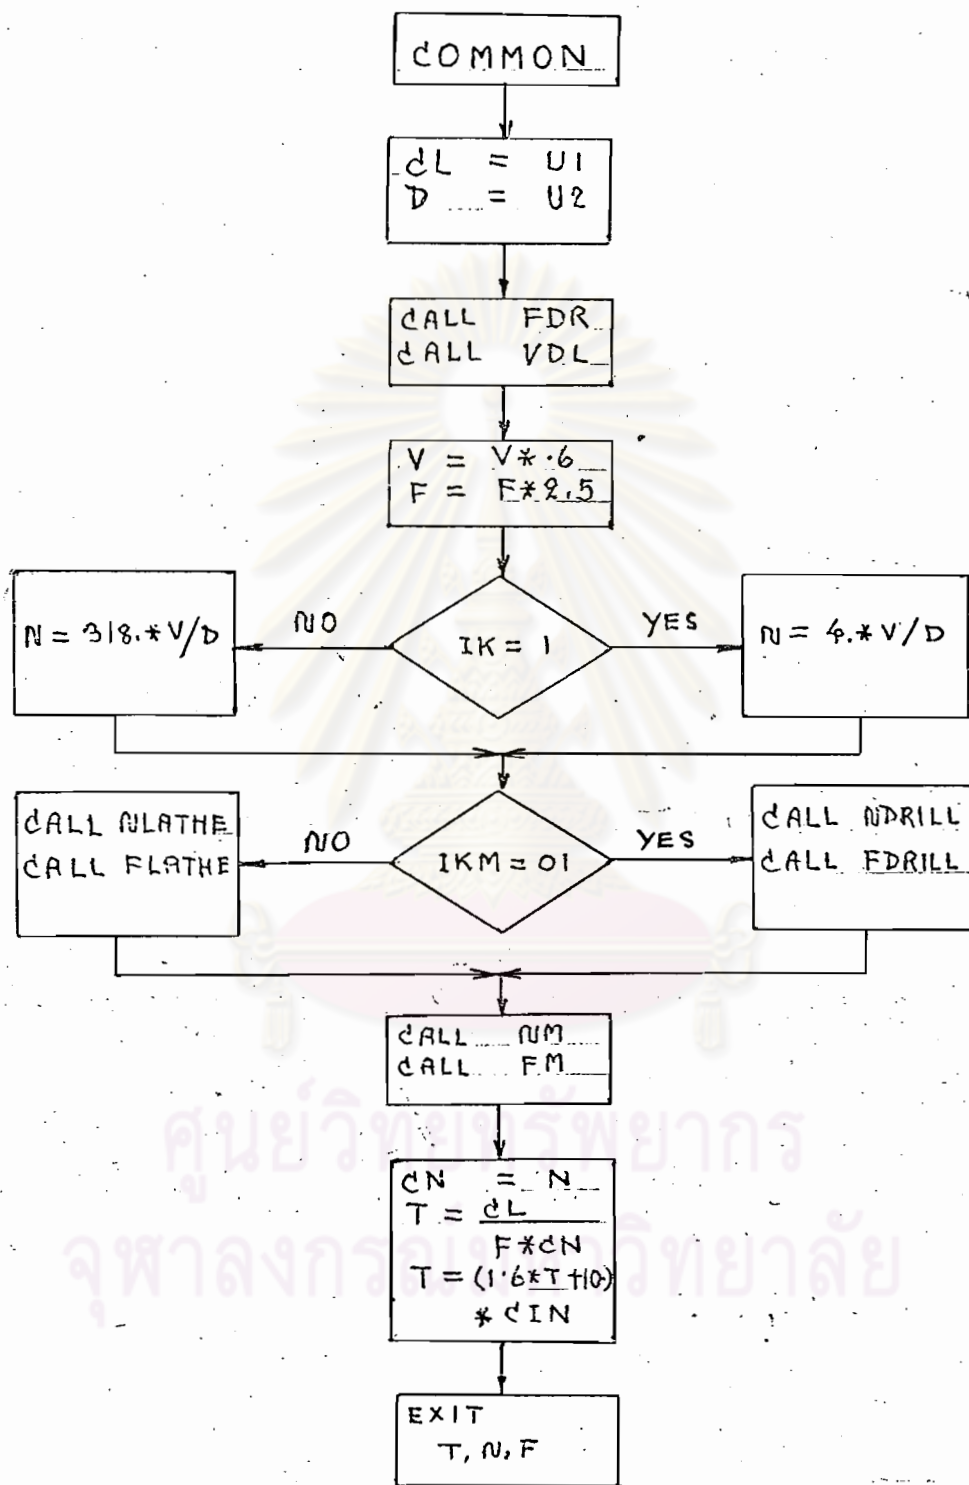 COMMON
CL = U1
D = U2
CALL FDR
CALL VDL
V = V*.6
F = F*2.5
IK = 1
NO
YES
N = 318.*V/D
N = 4.*V/D
IKM = 01
NO
YES
CALL NLATHE
CALL FLATHE
CALL NDRILL
CALL FDRILL
CALL NM
CALL FM
CN = N
T = CL
F*CN
T = (1.6*T+10.)
*CIN
EXIT
T, N, F
ศูนย์วิทยทรัพยากร
จุฬาลงกรณ์มหาวิทยาลัย